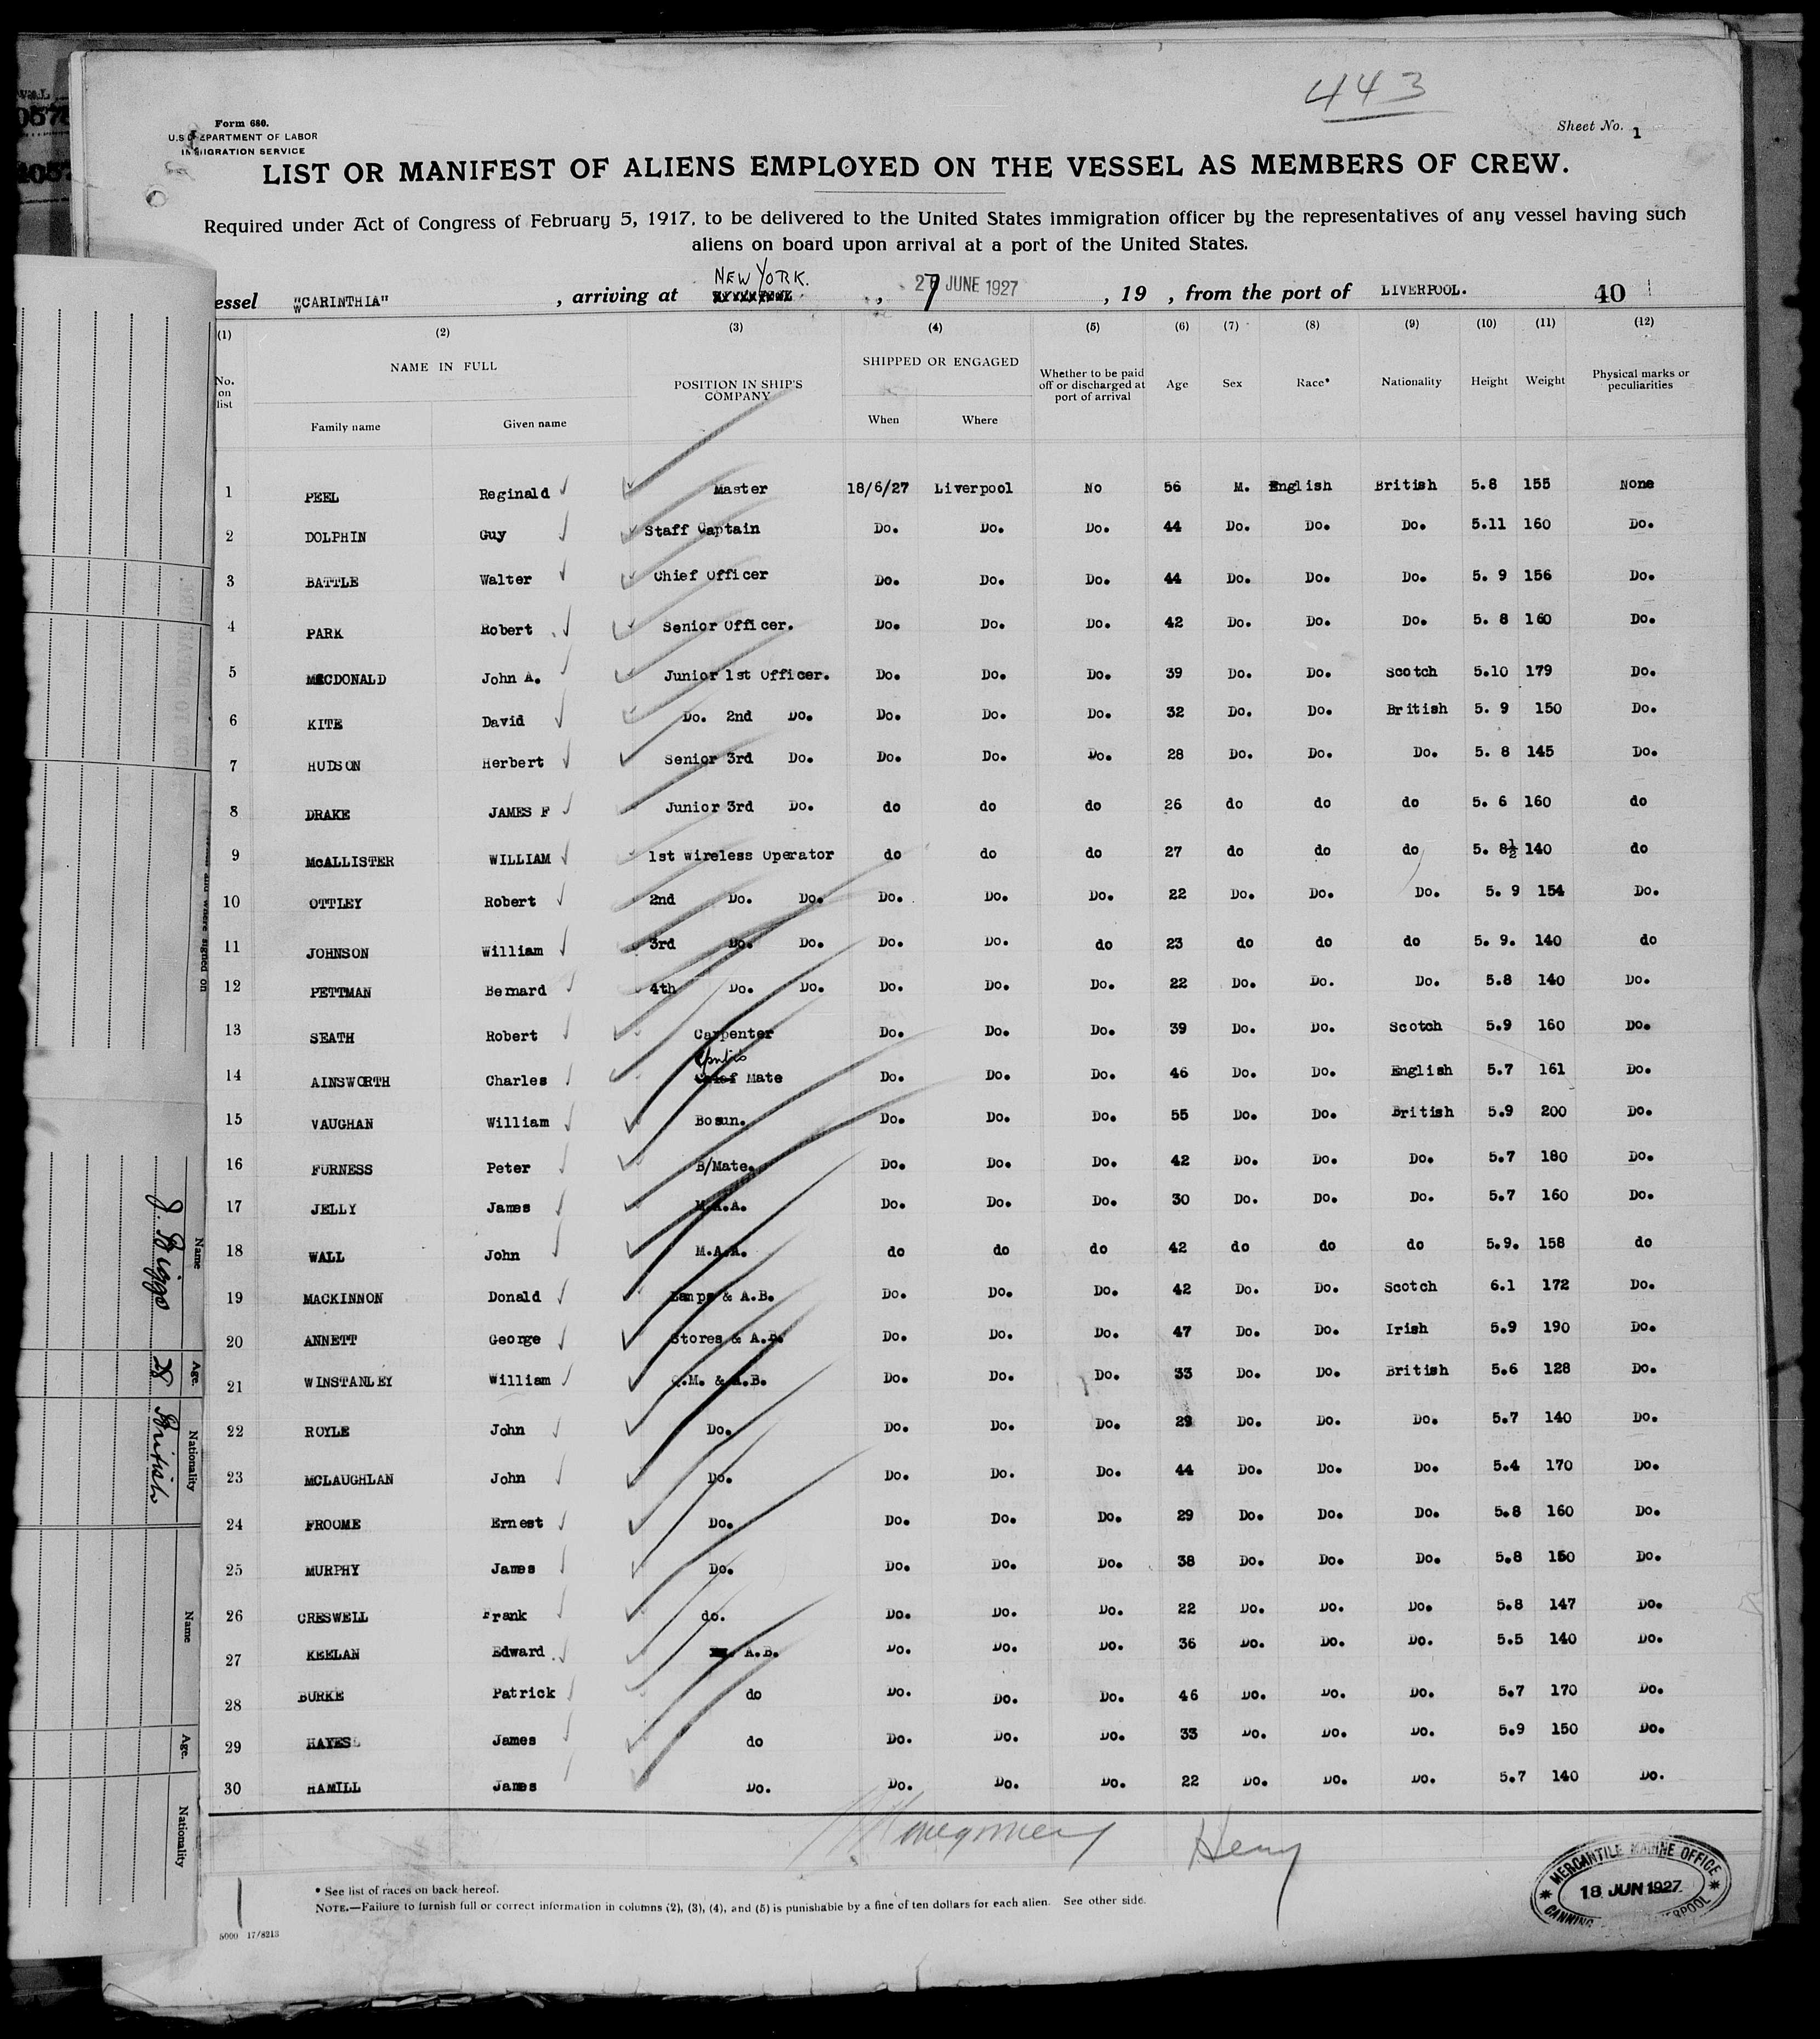 443
Form 680.
U.S. DEPARTMENT OF LABOR
IMMIGRATION SERVICE
Sheet No. 1
LIST OR MANIFEST OF ALIENS EMPLOYED ON THE VESSEL AS MEMBERS OF CREW.
Required under Act of Congress of February 5, 1917, to be delivered to the United States immigration officer by the representatives of any vessel having such
aliens on board upon arrival at a port of the United States.
essel "CARINTHIA" , arriving at NEW YORK. , 27 JUNE 1927 , 19 , from the port of LIVERPOOL. 40
(1) (2) (3) (4) (5) (6) (7) (8) (9) (10) (11) (12)
No. on list NAME IN FULL Family name Given name POSITION IN SHIP'S COMPANY SHIPPED OR ENGAGED When Where Whether to be paid off or discharged at port of arrival Age Sex Race* Nationality Height Weight Physical marks or peculiarities
1 PEEL Reginald Master 18/6/27 Liverpool No 56 M. English British 5.8 155 None
2 DOLPHIN Guy Staff Captain Do. Do. Do. 44 Do. Do. Do. 5.11 160 Do.
3 BATTLE Walter Chief Officer Do. Do. Do. 44 Do. Do. Do. 5. 9 156 Do.
4 PARK Robert Senior Officer. Do. Do. Do. 42 Do. Do. Do. 5. 8 160 Do.
5 MACDONALD John A. Junior 1st Officer. Do. Do. Do. 39 Do. Do. Scotch 5.10 179 Do.
6 KITE David Do. 2nd Do. Do. Do. Do. 32 Do. Do. British 5. 9 150 Do.
7 HUDSON Herbert Senior 3rd Do. Do. Do. Do. 28 Do. Do. Do. 5. 8 145 Do.
8 DRAKE JAMES F Junior 3rd Do. do do do 26 do do do 5. 6 160 do
9 McALLISTER WILLIAM 1st Wireless Operator do do do 27 do do do 5. 8½ 140 do
10 OTTLEY Robert 2nd Do. Do. Do. Do. Do. 22 Do. Do. Do. 5. 9 154 Do.
11 JOHNSON William 3rd Do. Do. Do. Do. do 23 do do do 5. 9. 140 do
12 PETTMAN Bernard 4th Do. Do. Do. Do. Do. 22 Do. Do. Do. 5.8 140 Do.
13 SEATH Robert Carpenter Do. Do. Do. 39 Do. Do. Scotch 5.9 160 Do.
14 AINSWORTH Charles Chief Mate Do. Do. Do. 46 Do. Do. English 5.7 161 Do.
15 VAUGHAN William Bosun. Do. Do. Do. 55 Do. Do. British 5.9 200 Do.
16 FURNESS Peter B/Mate. Do. Do. Do. 42 Do. Do. Do. 5.7 180 Do.
17 JELLY James M.A.A. Do. Do. Do. 30 Do. Do. Do. 5.7 160 Do.
18 WALL John M.A.A. do do do 42 do do do 5.9. 158 do
19 MACKINNON Donald Lamps & A.B. Do. Do. Do. 42 Do. Do. Scotch 6.1 172 Do.
20 ANNETT George Stores & A.B. Do. Do. Do. 47 Do. Do. Irish 5.9 190 Do.
21 WINSTANLEY William Q.M. & A.B. Do. Do. Do. 33 Do. Do. British 5.6 128 Do.
22 ROYLE John Do. Do. Do. Do. 29 Do. Do. Do. 5.7 140 Do.
23 MCLAUGHLAN John Do. Do. Do. Do. 44 Do. Do. Do. 5.4 170 Do.
24 FROOME Ernest Do. Do. Do. Do. 29 Do. Do. Do. 5.8 160 Do.
25 MURPHY James Do. Do. Do. Do. 38 Do. Do. Do. 5.8 150 Do.
26 CRESWELL Frank do. Do. Do. Do. 22 Do. Do. Do. 5.8 147 Do.
27 KEELAN Edward A.B. Do. Do. Do. 36 Do. Do. Do. 5.5 140 Do.
28 BURKE Patrick do Do. Do. Do. 46 Do. Do. Do. 5.7 170 Do.
29 HAYES James do Do. Do. Do. 33 Do. Do. Do. 5.9 150 Do.
30 HAMILL James Do. Do. Do. Do. 22 Do. Do. Do. 5.7 140 Do.
Montgomery Henry
* See list of races on back hereof.
NOTE.—Failure to furnish full or correct information in columns (2), (3), (4), and (5) is punishable by a fine of ten dollars for each alien. See other side.
5000 17/8213
MERCANTILE MARINE OFFICE
18 JUN 1927
CANNING LIVERPOOL
and where signed on
Name Age. Nationality
J. Briggs 28 British
Name Age. Nationality